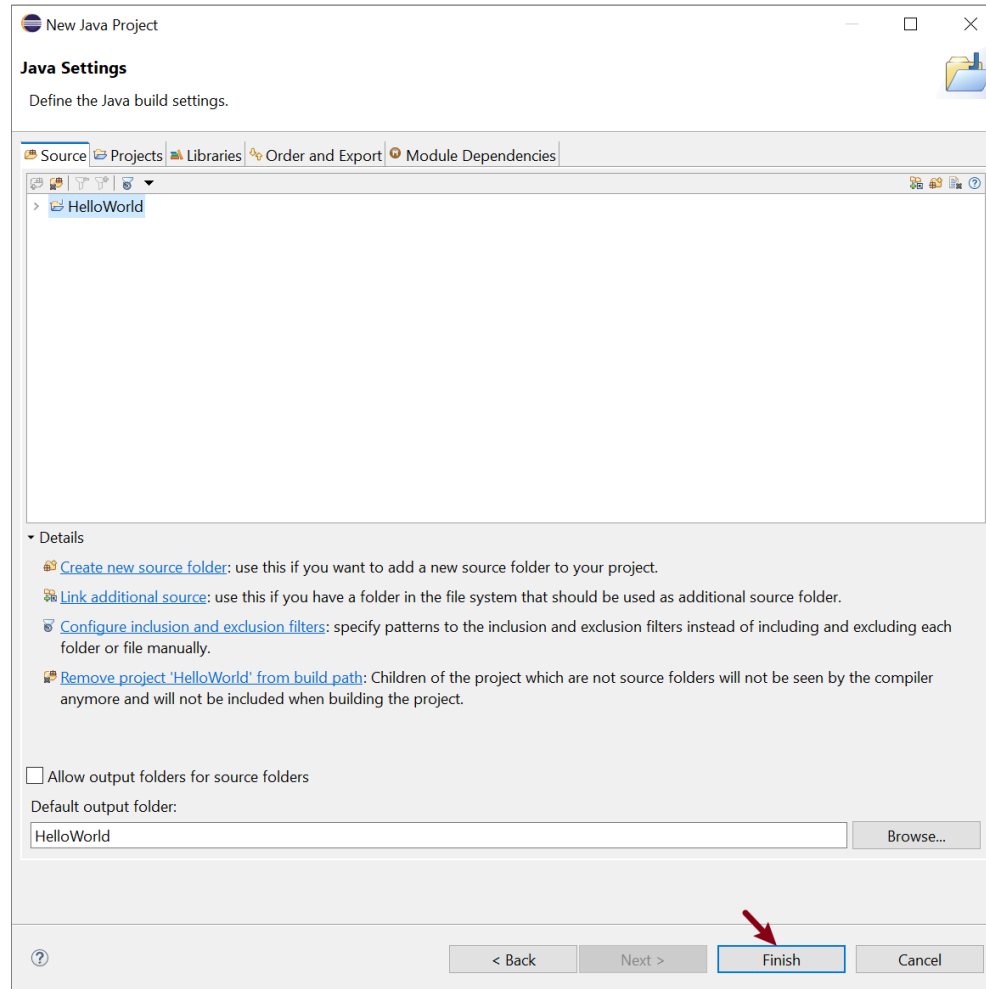 New Java Project
Java Settings
Define the Java build settings.
Source Projects Libraries Order and Export Module Dependencies
HelloWorld
Details
Create new source folder: use this if you want to add a new source folder to your project.
Link additional source: use this if you have a folder in the file system that should be used as additional source folder.
Configure inclusion and exclusion filters: specify patterns to the inclusion and exclusion filters instead of including and excluding each
folder or file manually.
Remove project 'HelloWorld' from build path: Children of the project which are not source folders will not be seen by the compiler
anymore and will not be included when building the project.
Allow output folders for source folders
Default output folder:
HelloWorld Browse...
< Back Next > Finish Cancel